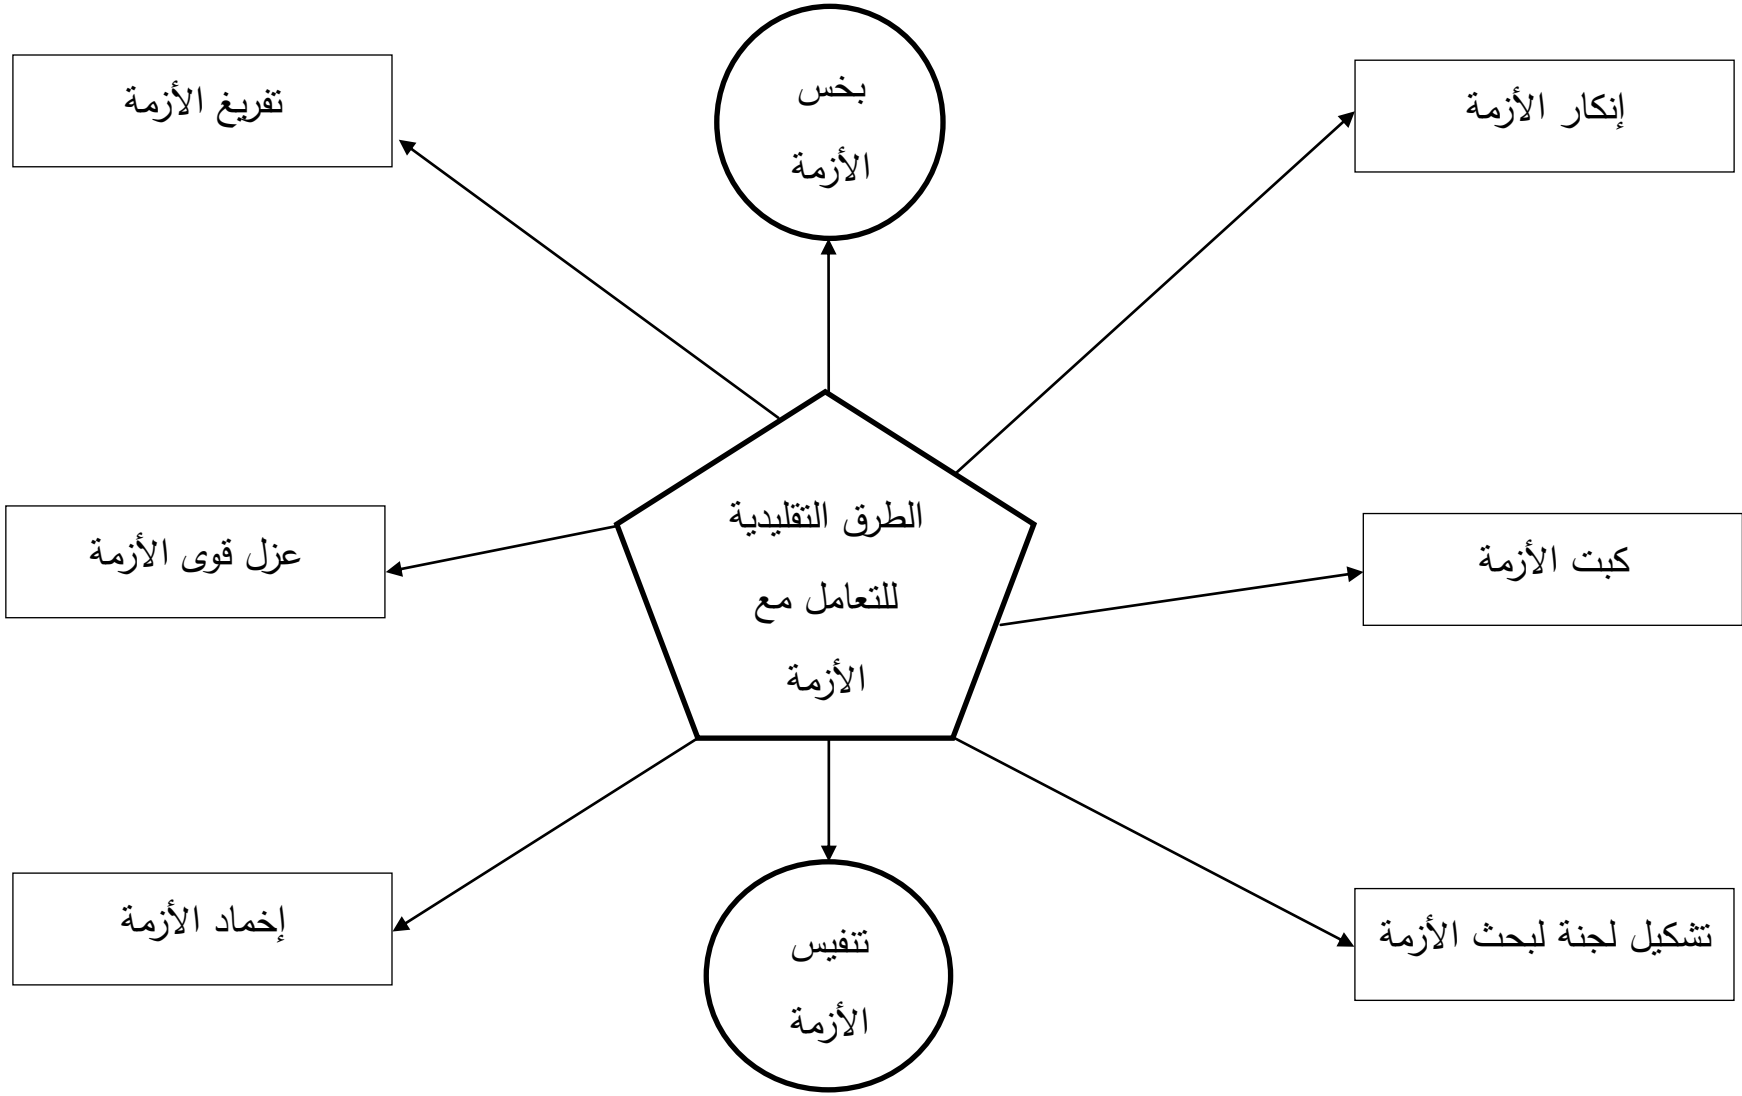 بخس
الأزمة
إنكار الأزمة
تفريغ الأزمة
الطرق التقليدية
للتعامل مع
الأزمة
كبت الأزمة
عزل قوى الأزمة
تشكيل لجنة لبحث الأزمة
تنفيس
الأزمة
إخماد الأزمة